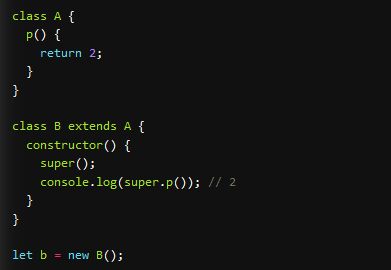 class A {
  p() {
    return 2;
  }
}

class B extends A {
  constructor() {
    super();
    console.log(super.p()); // 2
  }
}

let b = new B();